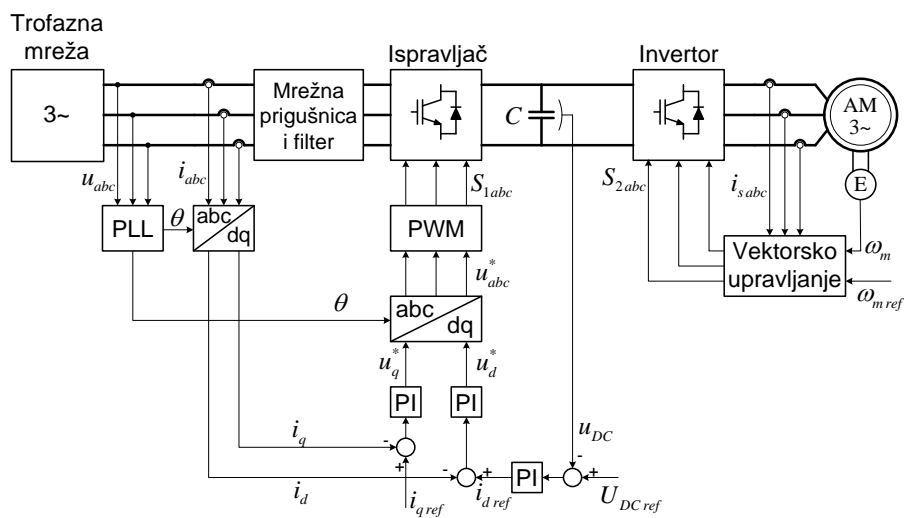 Trofazna
mreža
3~
Mrežna
prigušnica
i filter
Ispravljač
C
Invertor
AM
3~
E
u_abc
i_abc
S_1abc
S_2abc
i_s abc
PLL
θ
abc
dq
PWM
u*_abc
Vektorsko
upravljanje
ω_m
ω_m ref
θ
abc
dq
u*_q
u*_d
PI
PI
i_q
-
+
i_d
-
+
i_q ref
i_d ref
PI
u_DC
-
+
U_DC ref